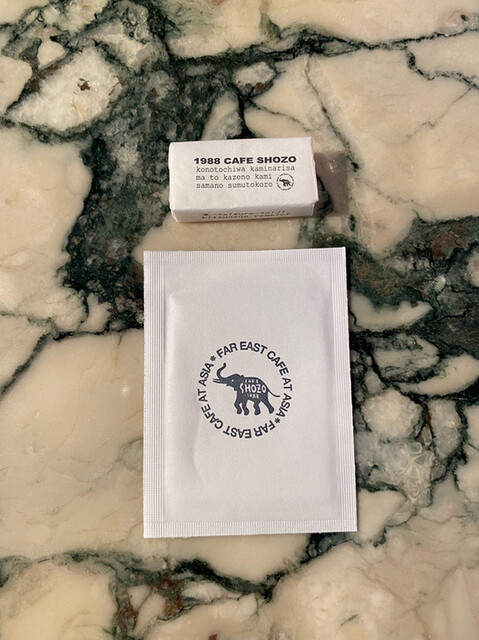 1988 CAFE SHOZO
konotochiwa kaminarisa
ma to kazeno kami
samano sumutokoro
FAR EAST CAFE AT ASIA * FAR EAST CAFE AT ASIA *
CAFE
SHOZO
1988